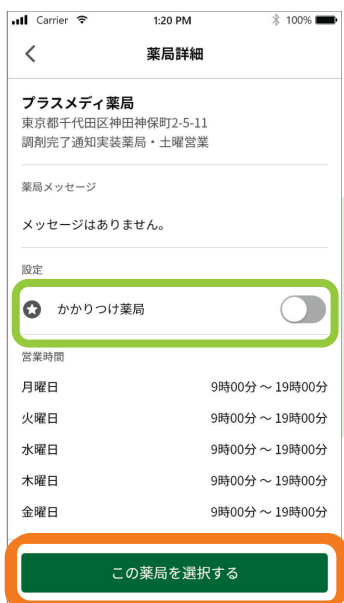 Carrier 1:20 PM 100%
薬局詳細
プラスメディ薬局
東京都千代田区神田神保町2-5-11
調剤完了通知実装薬局・土曜営業
薬局メッセージ
メッセージはありません。
設定
かかりつけ薬局
営業時間
月曜日 9時00分 〜 19時00分
火曜日 9時00分 〜 19時00分
水曜日 9時00分 〜 19時00分
木曜日 9時00分 〜 19時00分
金曜日 9時00分 〜 19時00分
この薬局を選択する